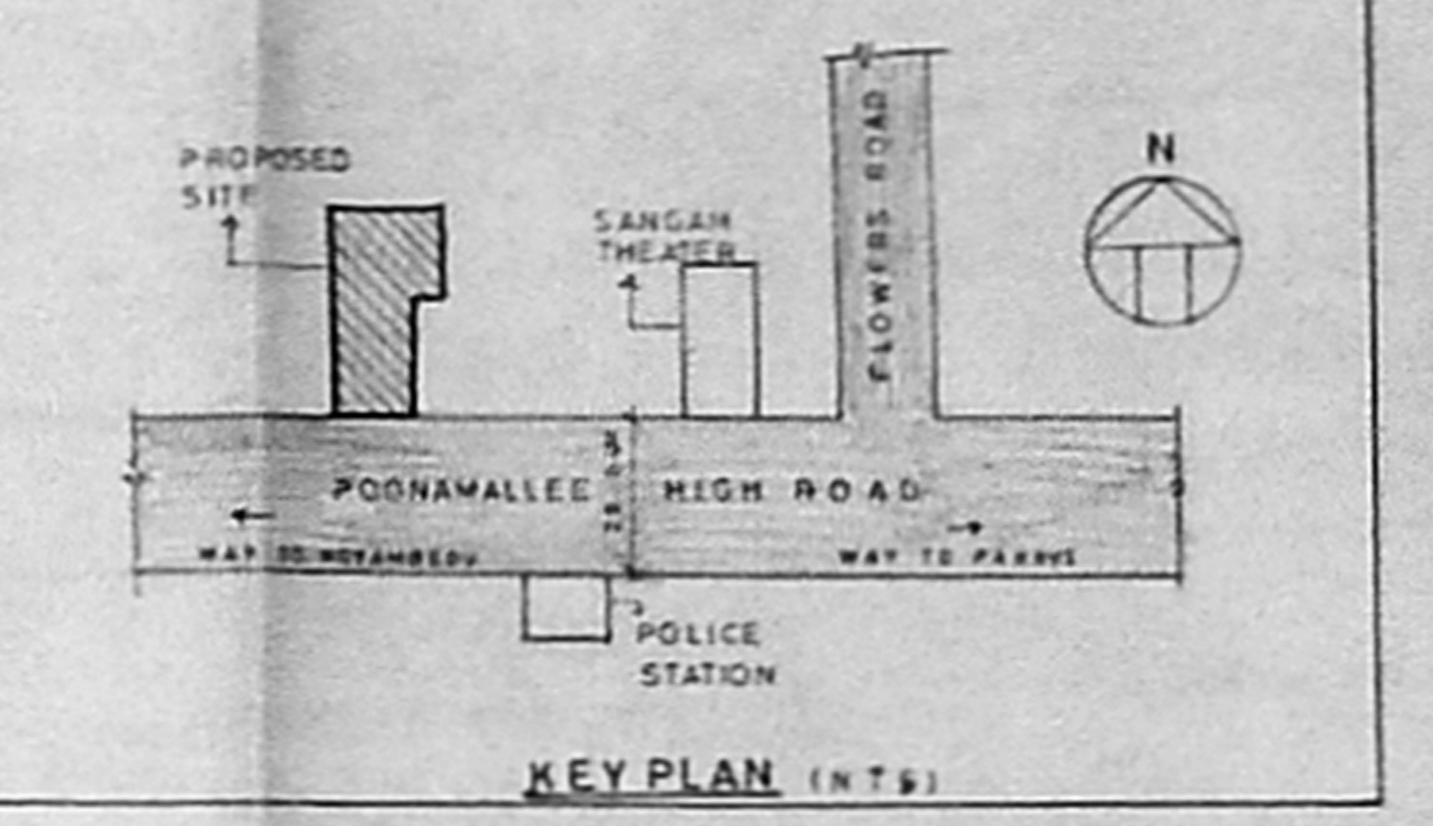 PROPOSED
SITE
SANGAM
THEATER
FLOWERS ROAD
N
POONAMALLEE HIGH ROAD
WAY TO KOYAMBEDU
WAY TO PARRYS
POLICE
STATION
KEY PLAN (NTS)